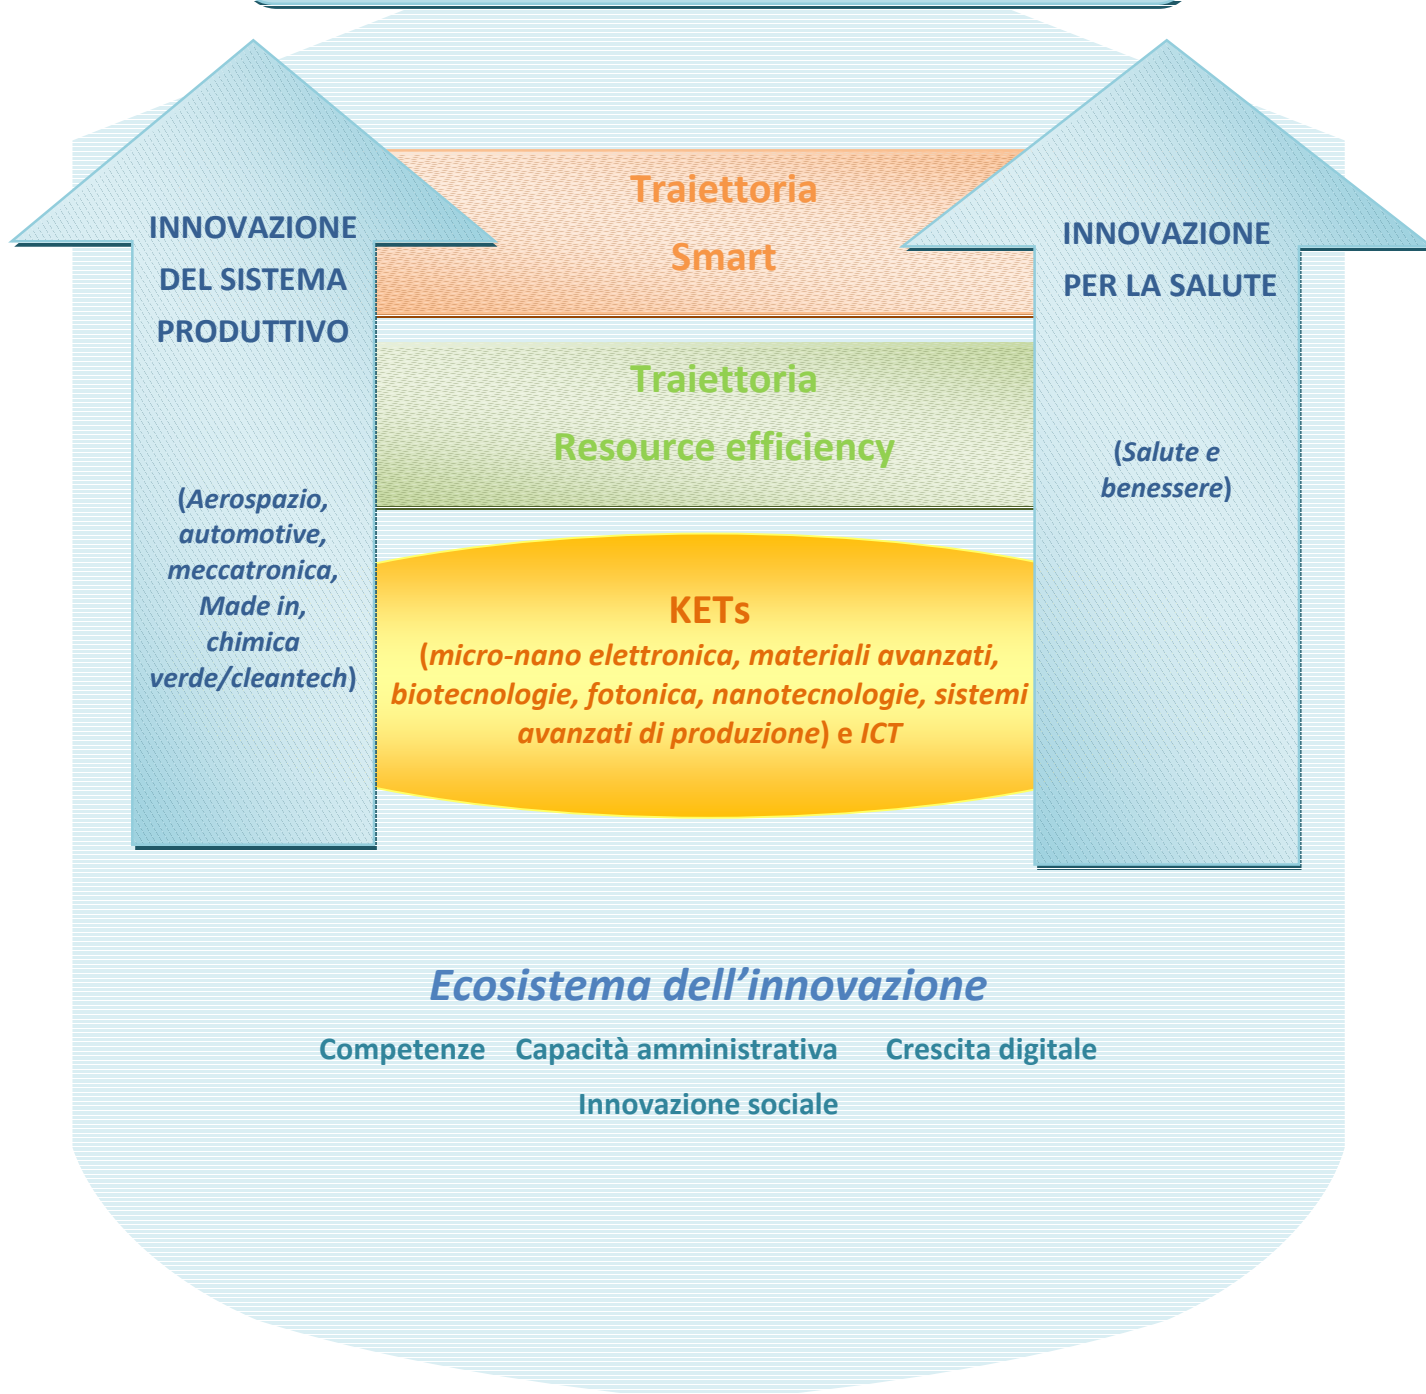 INNOVAZIONE
DEL SISTEMA
PRODUTTIVO
(Aerospazio,
automotive,
meccatronica,
Made in,
chimica
verde/cleantech)
Traiettoria
Smart
Traiettoria
Resource efficiency
KETs
(micro-nano elettronica, materiali avanzati,
biotecnologie, fotonica, nanotecnologie, sistemi
avanzati di produzione) e ICT
INNOVAZIONE
PER LA SALUTE
(Salute e
benessere)
Ecosistema dell’innovazione
Competenze Capacità amministrativa Crescita digitale
Innovazione sociale